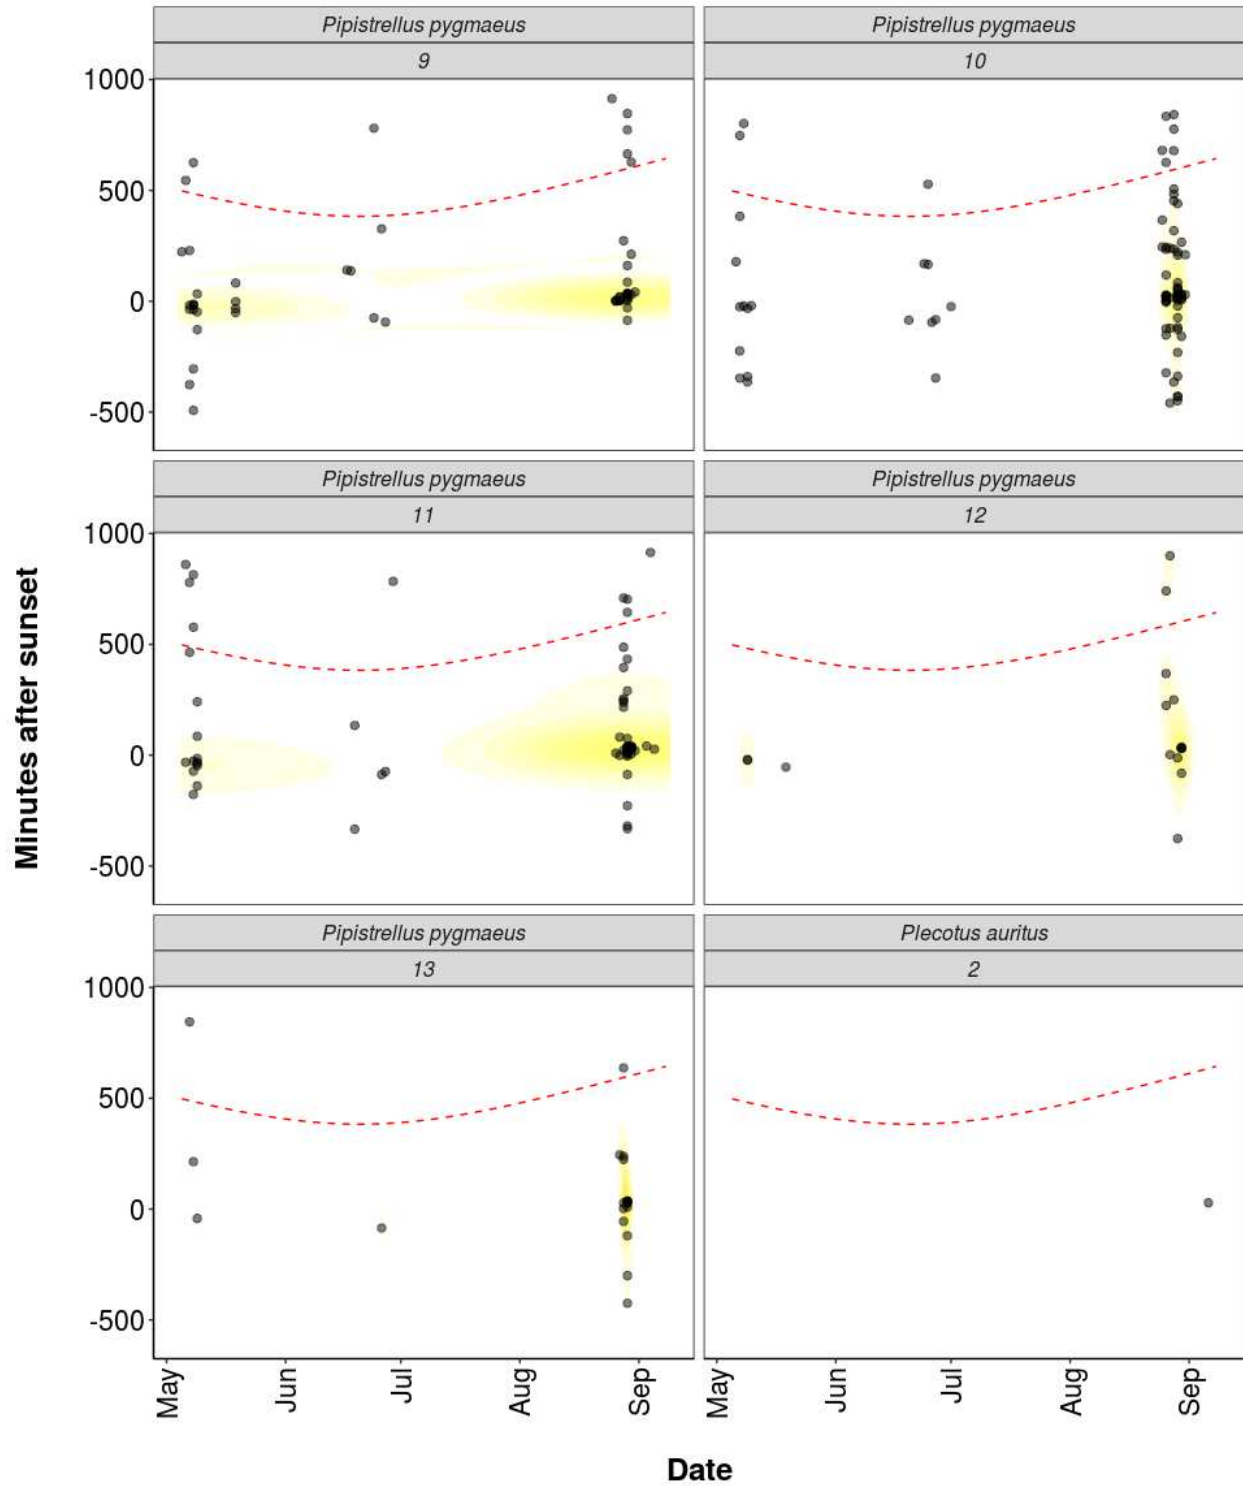 Pipistrellus pygmaeus
Pipistrellus pygmaeus
9
10
1000
500
0
-500
Pipistrellus pygmaeus
Pipistrellus pygmaeus
11
12
1000
500
0
-500
Minutes after sunset
Pipistrellus pygmaeus
Plecotus auritus
13
2
1000
500
0
-500
May
Jun
Jul
Aug
Sep
May
Jun
Jul
Aug
Sep
Date